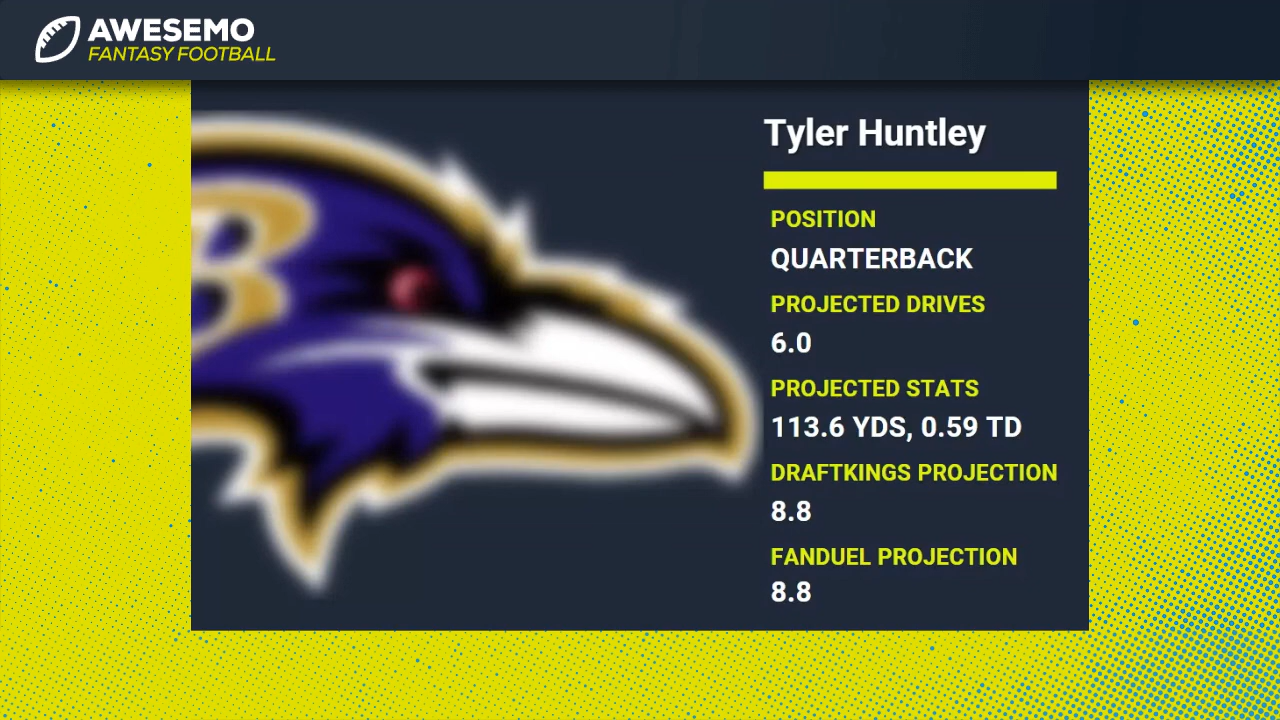 AWESEMO
FANTASY FOOTBALL
Tyler Huntley
POSITION
QUARTERBACK
PROJECTED DRIVES
6.0
PROJECTED STATS
113.6 YDS, 0.59 TD
DRAFTKINGS PROJECTION
8.8
FANDUEL PROJECTION
8.8
B